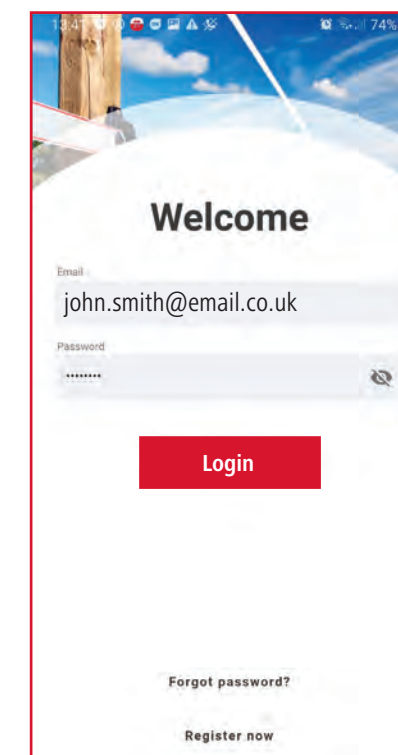 13:41 74%
Welcome
Email
john.smith@email.co.uk
Password
••••••••
Login
Forgot password?
Register now